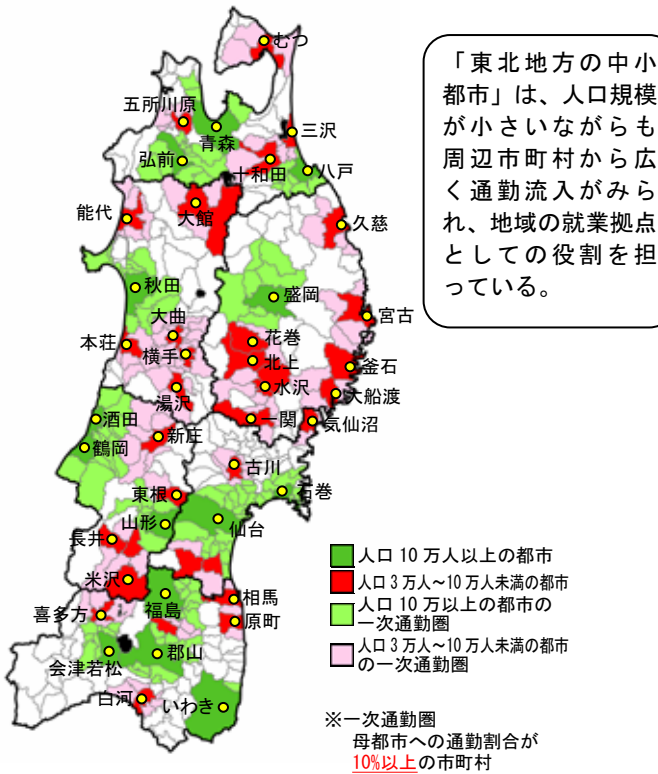 むつ
五所川原
青森
三沢
弘前
十和田
八戸
能代
大館
久慈
秋田
盛岡
宮古
大曲
本荘
横手
花巻
北上
釜石
湯沢
水沢
大船渡
酒田
新庄
一関
気仙沼
鶴岡
古川
東根
石巻
山形
仙台
長井
米沢
福島
相馬
喜多方
原町
会津若松
郡山
白河
いわき
「東北地方の中小
都市」は、人口規模
が小さいながらも
周辺市町村から広
く通勤流入がみら
れ、地域の就業拠点
としての役割を担
っている。
人口 10 万人以上の都市
人口 3 万人～10 万人未満の都市
人口 10 万以上の都市の
一次通勤圏
人口 3 万人～10 万人未満の都市
の一次通勤圏
※一次通勤圏
母都市への通勤割合が
10%以上の市町村